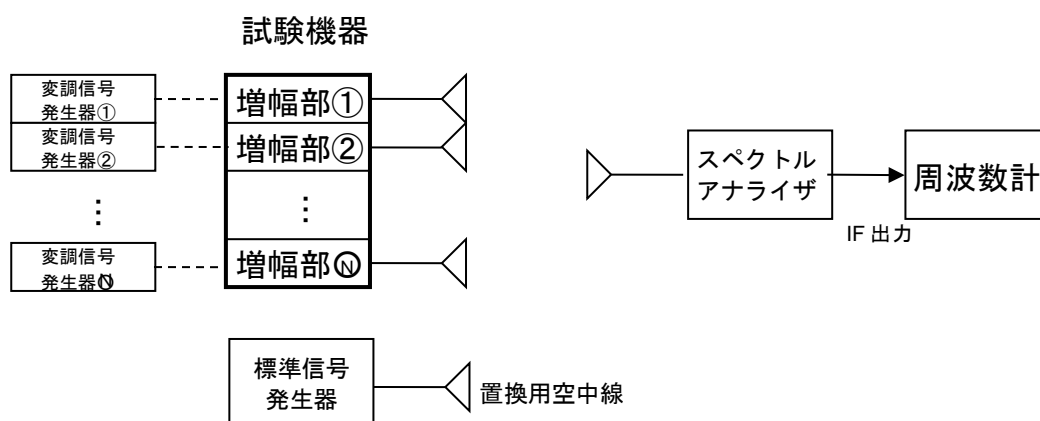 試験機器
変調信号
発生器①
増幅部①
変調信号
発生器②
増幅部②
⋮
⋮
変調信号
発生器Ⓝ
増幅部Ⓝ
スペクトル
アナライザ
周波数計
IF 出力
標準信号
発生器
置換用空中線